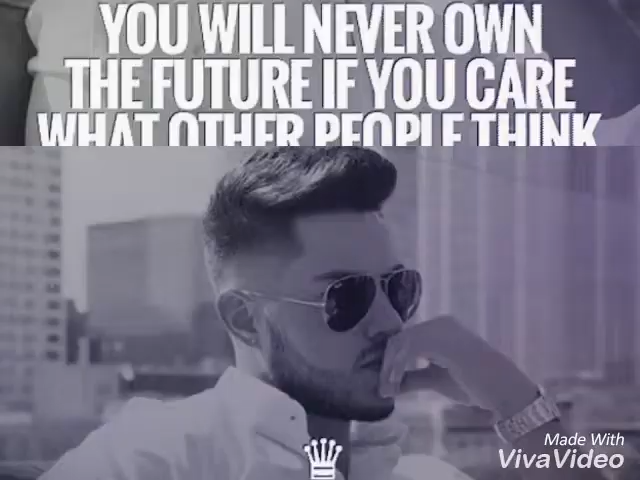 YOU WILL NEVER OWN
THE FUTURE IF YOU CARE
WHAT OTHER PEOPLE THINK
Made With
VivaVideo